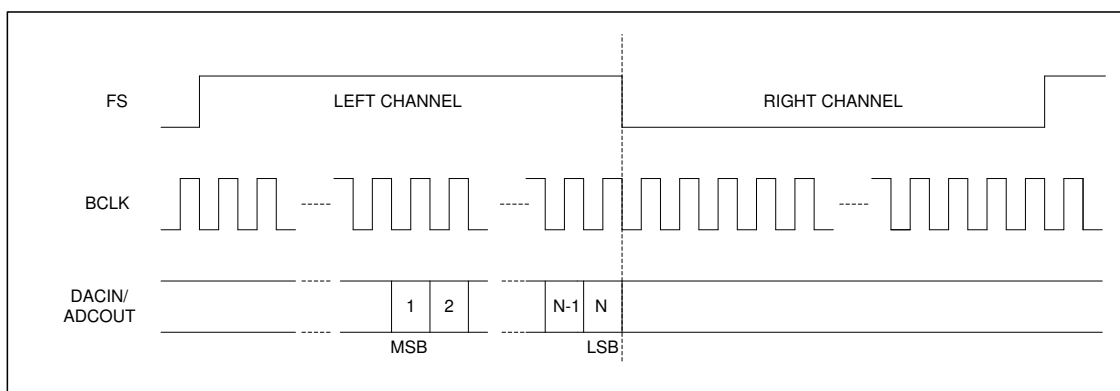 FS
LEFT CHANNEL
RIGHT CHANNEL
BCLK
DACIN/
ADCOUT
1
2
N-1
N
MSB
LSB